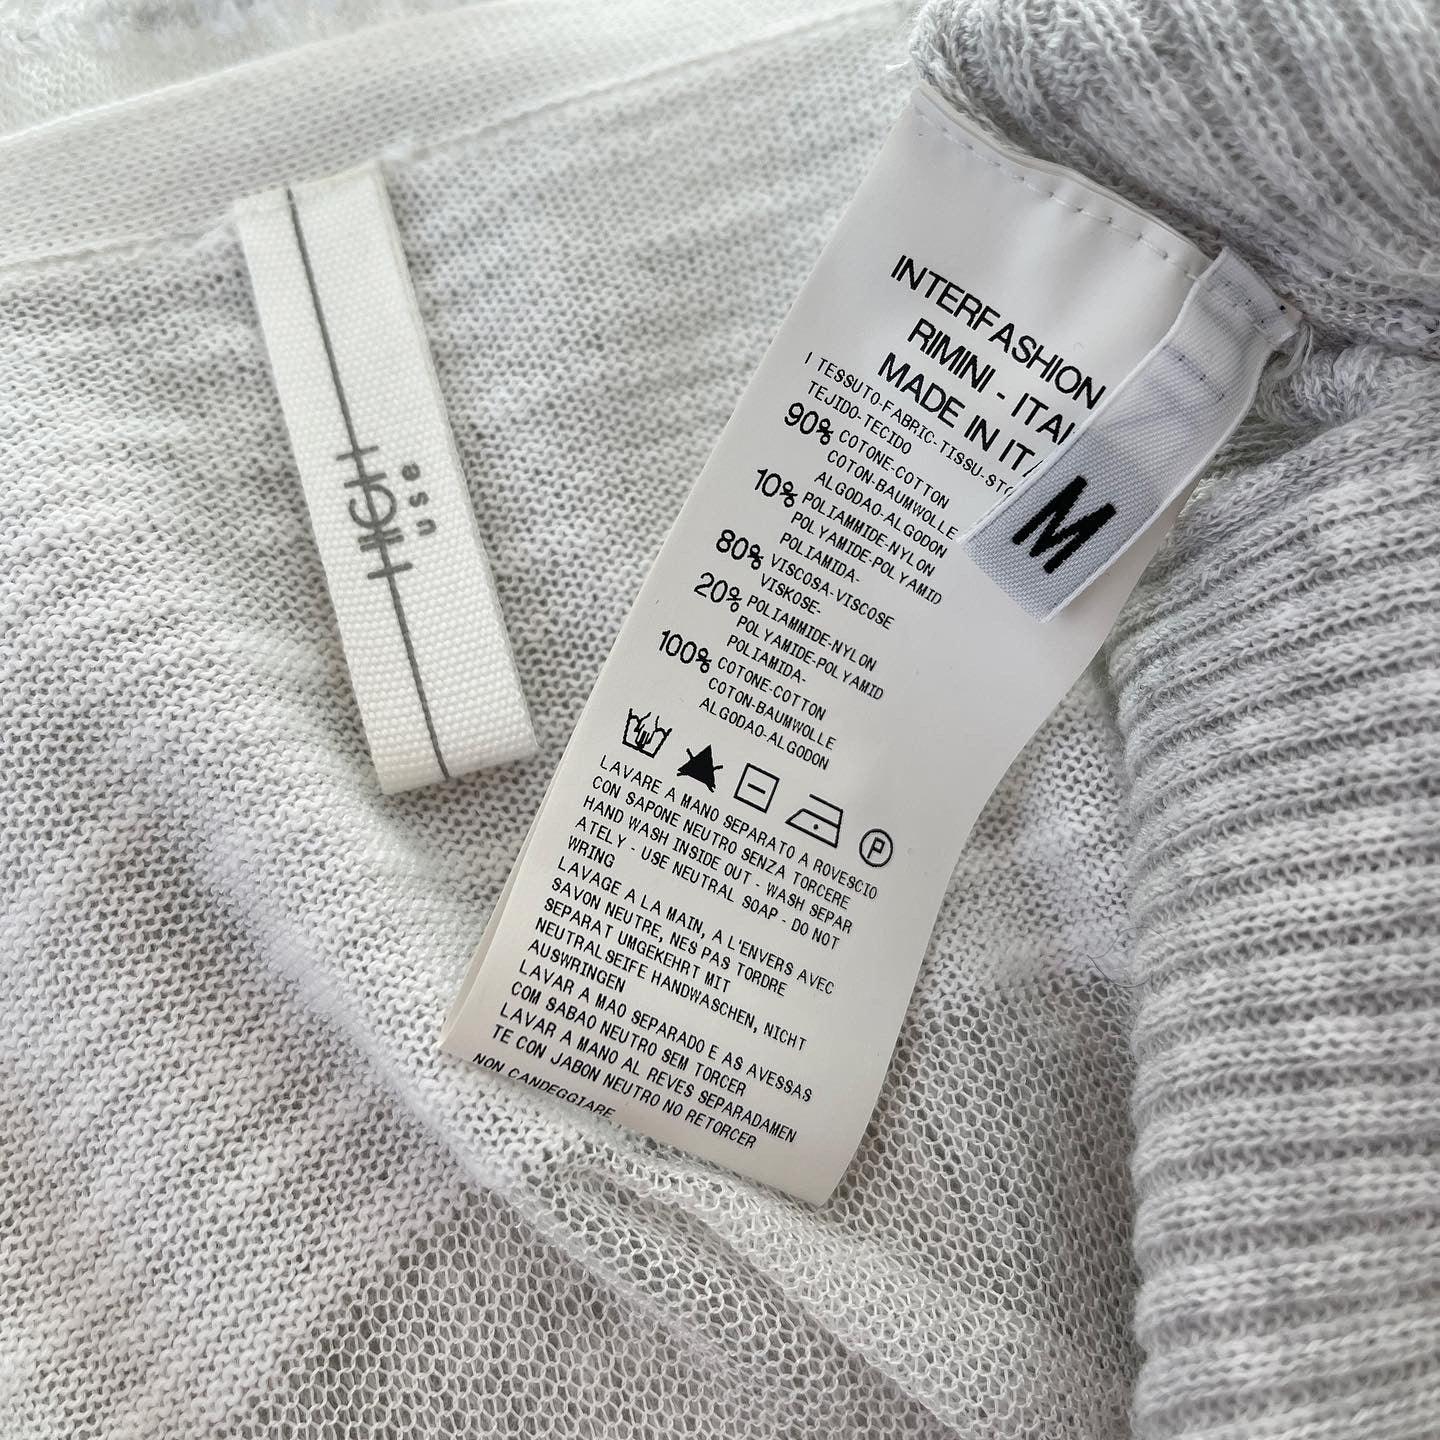 HIGH
use
INTERFASHION
RIMINI - ITAL
MADE IN ITA
I TESSUTO-FABRIC-TISSU-STO
TEJIDO-TECIDO
90% COTONE-COTTON
COTON-BAUMWOLLE
ALGODAO-ALGODON
10% POLIAMMIDE-NYLON
POLYAMIDE-POLYAMID
POLIAMIDA-
80% VISCOSA-VISCOSE
VISKOSE-
20% POLIAMMIDE-NYLON
POLYAMIDE-POLYAMID
POLIAMIDA-
100% COTONE-COTTON
COTON-BAUMWOLLE
ALGODAO-ALGODON
P
LAVARE A MANO SEPARATO A ROVESCIO
CON SAPONE NEUTRO SENZA TORCERE
HAND WASH INSIDE OUT - WASH SEPAR
ATELY - USE NEUTRAL SOAP - DO NOT
WRING
LAVAGE A LA MAIN, A L'ENVERS AVEC
SAVON NEUTRE, NES PAS TORDRE
SEPARAT UMGEKEHRT MIT
NEUTRALSEIFE HANDWASCHEN, NICHT
AUSWRINGEN
LAVAR A MAO SEPARADO E AS AVESSAS
COM SABAO NEUTRO SEM TORCER
LAVAR A MANO AL REVES SEPARADAMEN
TE CON JABON NEUTRO NO RETORCER
NON CANDEGGIARE
M